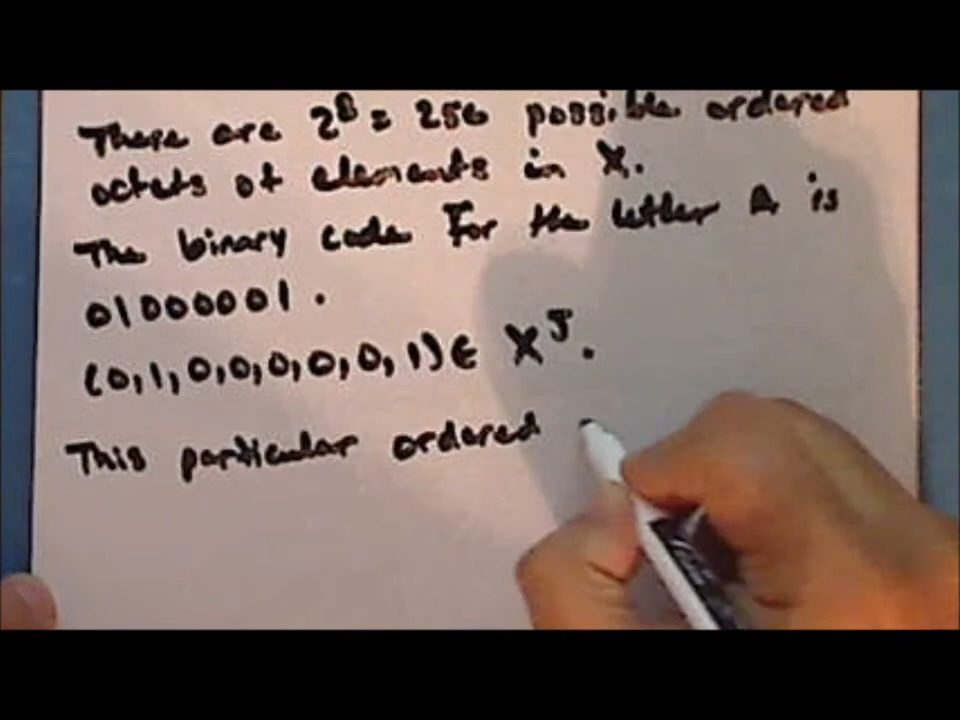 There are 2⁸ = 256 possible ordered
octets of elements in X.
The binary code for the letter A is
01000001.
(0,1,0,0,0,0,0,1) ∈ Xᴶ.
This particular ordered